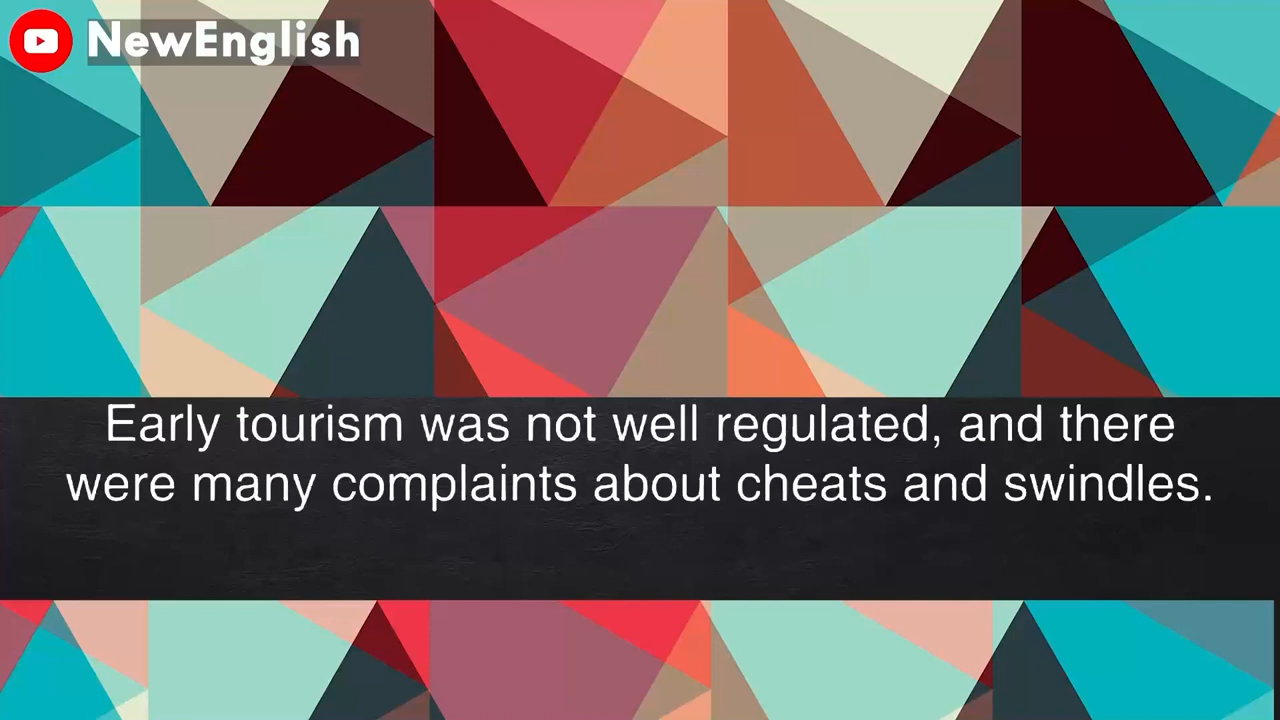 NewEnglish
Early tourism was not well regulated, and there
were many complaints about cheats and swindles.